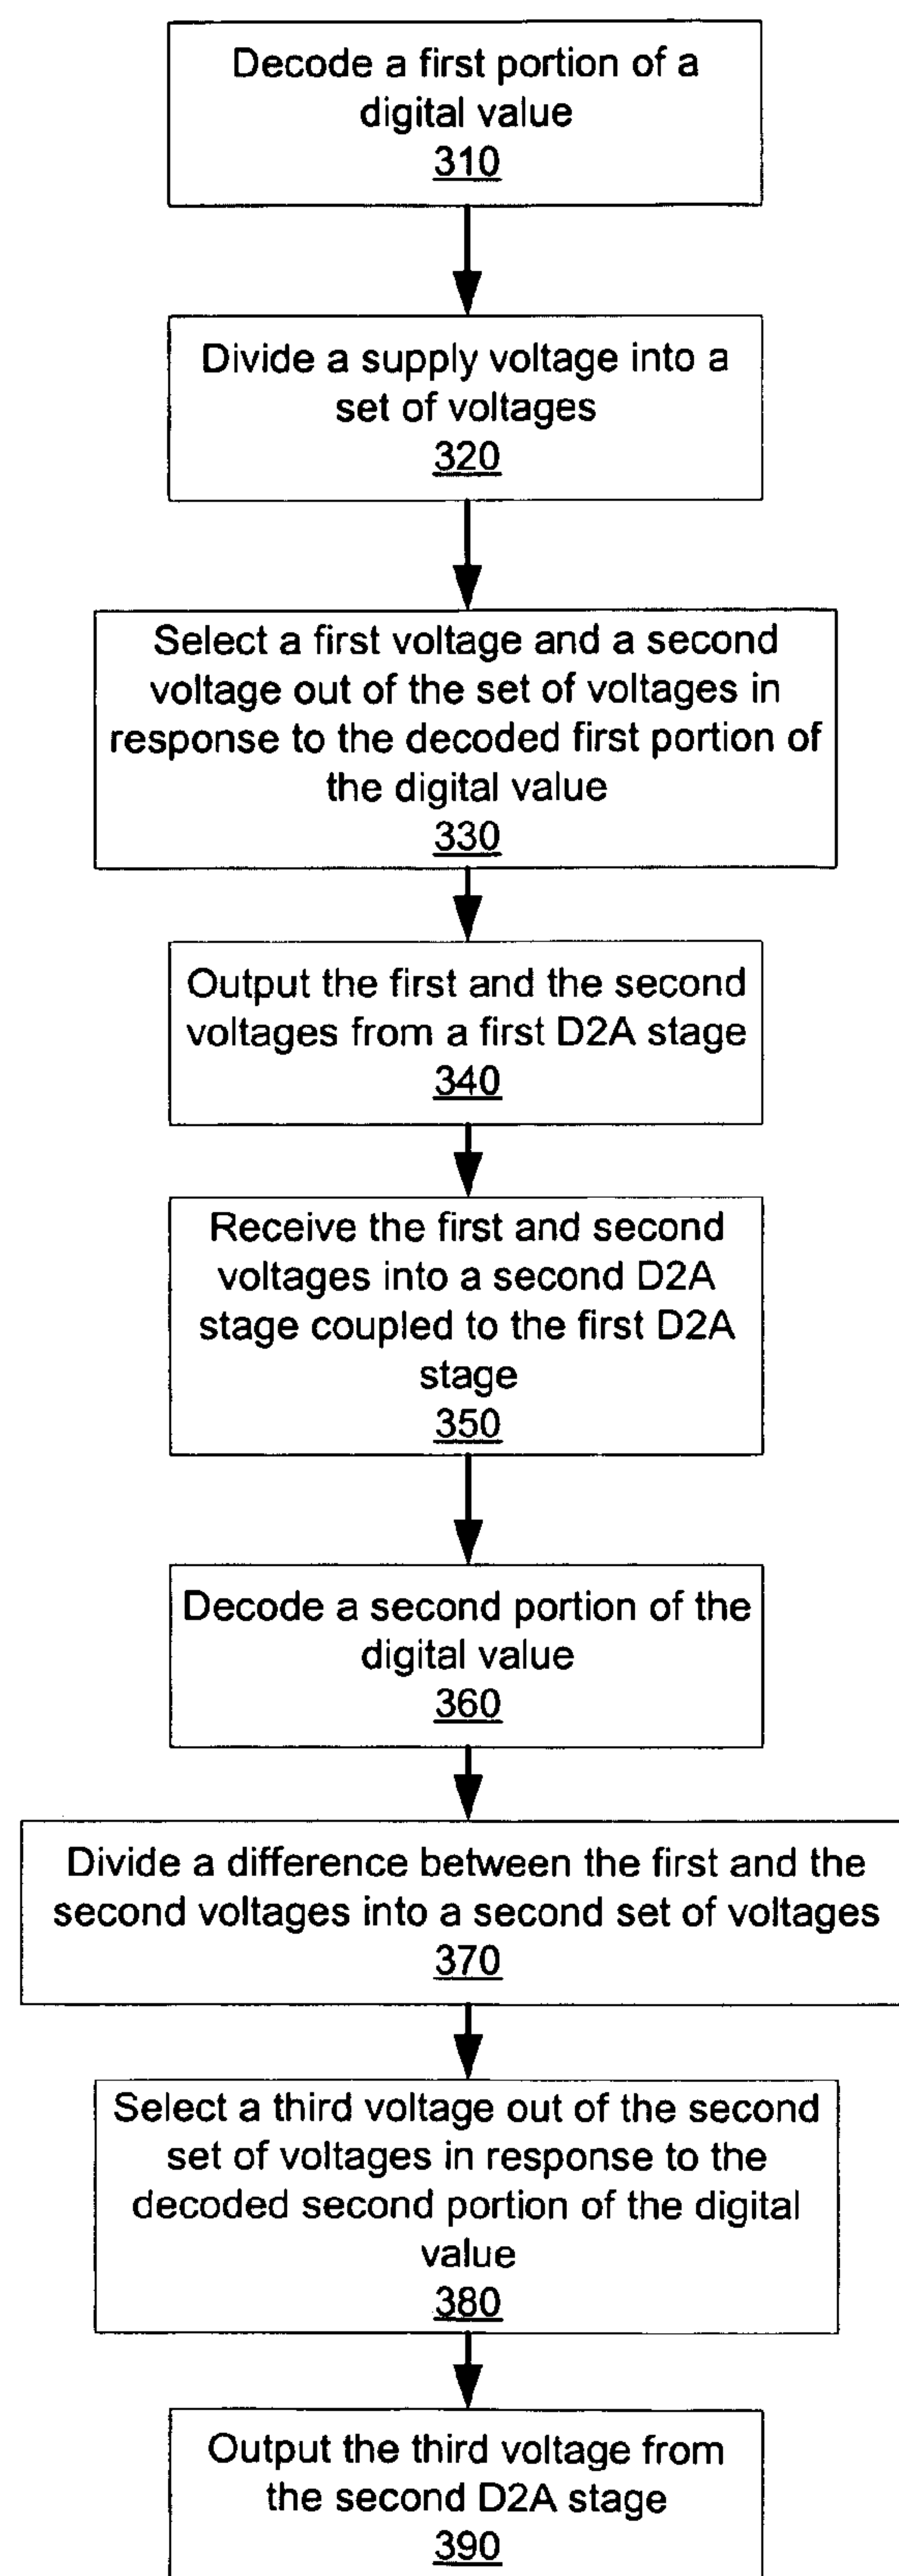 Decode a first portion of a
digital value
310
Divide a supply voltage into a
set of voltages
320
Select a first voltage and a second
voltage out of the set of voltages in
response to the decoded first portion of
the digital value
330
Output the first and the second
voltages from a first D2A stage
340
Receive the first and second
voltages into a second D2A
stage coupled to the first D2A
stage
350
Decode a second portion of the
digital value
360
Divide a difference between the first and the
second voltages into a second set of voltages
370
Select a third voltage out of the second
set of voltages in response to the
decoded second portion of the digital
value
380
Output the third voltage from
the second D2A stage
390